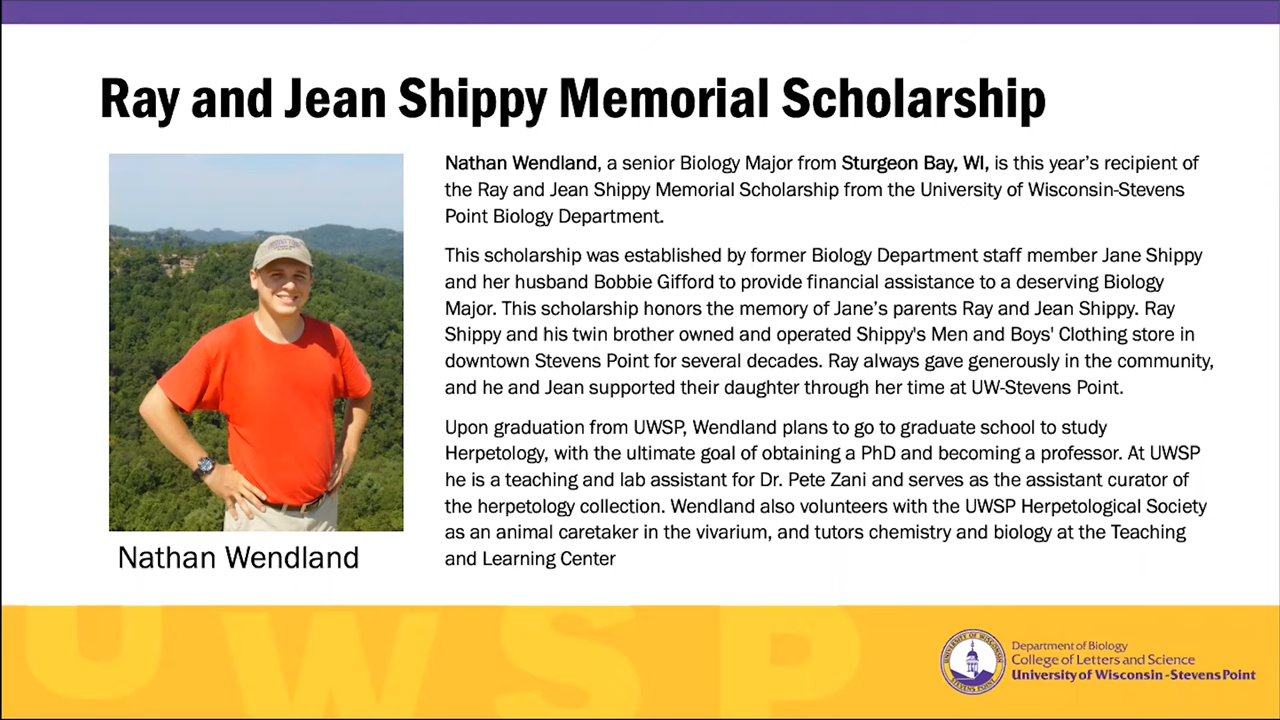 Ray and Jean Shippy Memorial Scholarship
Nathan Wendland, a senior Biology Major from Sturgeon Bay, WI, is this year’s recipient of
the Ray and Jean Shippy Memorial Scholarship from the University of Wisconsin-Stevens
Point Biology Department.
This scholarship was established by former Biology Department staff member Jane Shippy
and her husband Bobbie Gifford to provide financial assistance to a deserving Biology
Major. This scholarship honors the memory of Jane’s parents Ray and Jean Shippy. Ray
Shippy and his twin brother owned and operated Shippy's Men and Boys' Clothing store in
downtown Stevens Point for several decades. Ray always gave generously in the community,
and he and Jean supported their daughter through her time at UW-Stevens Point.
Upon graduation from UWSP, Wendland plans to go to graduate school to study
Herpetology, with the ultimate goal of obtaining a PhD and becoming a professor. At UWSP
he is a teaching and lab assistant for Dr. Pete Zani and serves as the assistant curator of
the herpetology collection. Wendland also volunteers with the UWSP Herpetological Society
as an animal caretaker in the vivarium, and tutors chemistry and biology at the Teaching
and Learning Center
Nathan Wendland
UWSP
UNIVERSITY OF WISCONSIN
STEVENS POINT
Department of Biology
College of Letters and Science
University of Wisconsin - Stevens Point